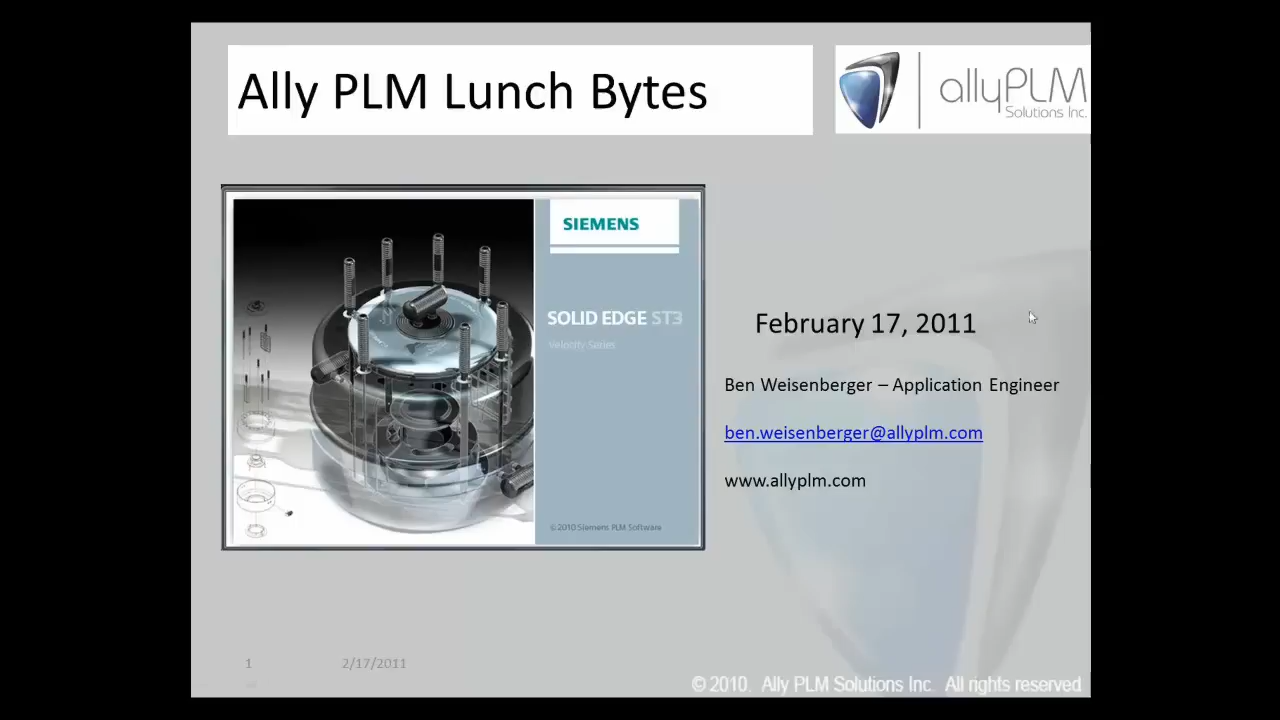 Ally PLM Lunch Bytes
allyPLM
Solutions Inc.
SIEMENS
SOLID EDGE ST3
Velocity Series
© 2010 Siemens PLM Software
February 17, 2011
Ben Weisenberger – Application Engineer
ben.weisenberger@allyplm.com
www.allyplm.com
1 2/17/2011
© 2010. Ally PLM Solutions Inc. All rights reserved